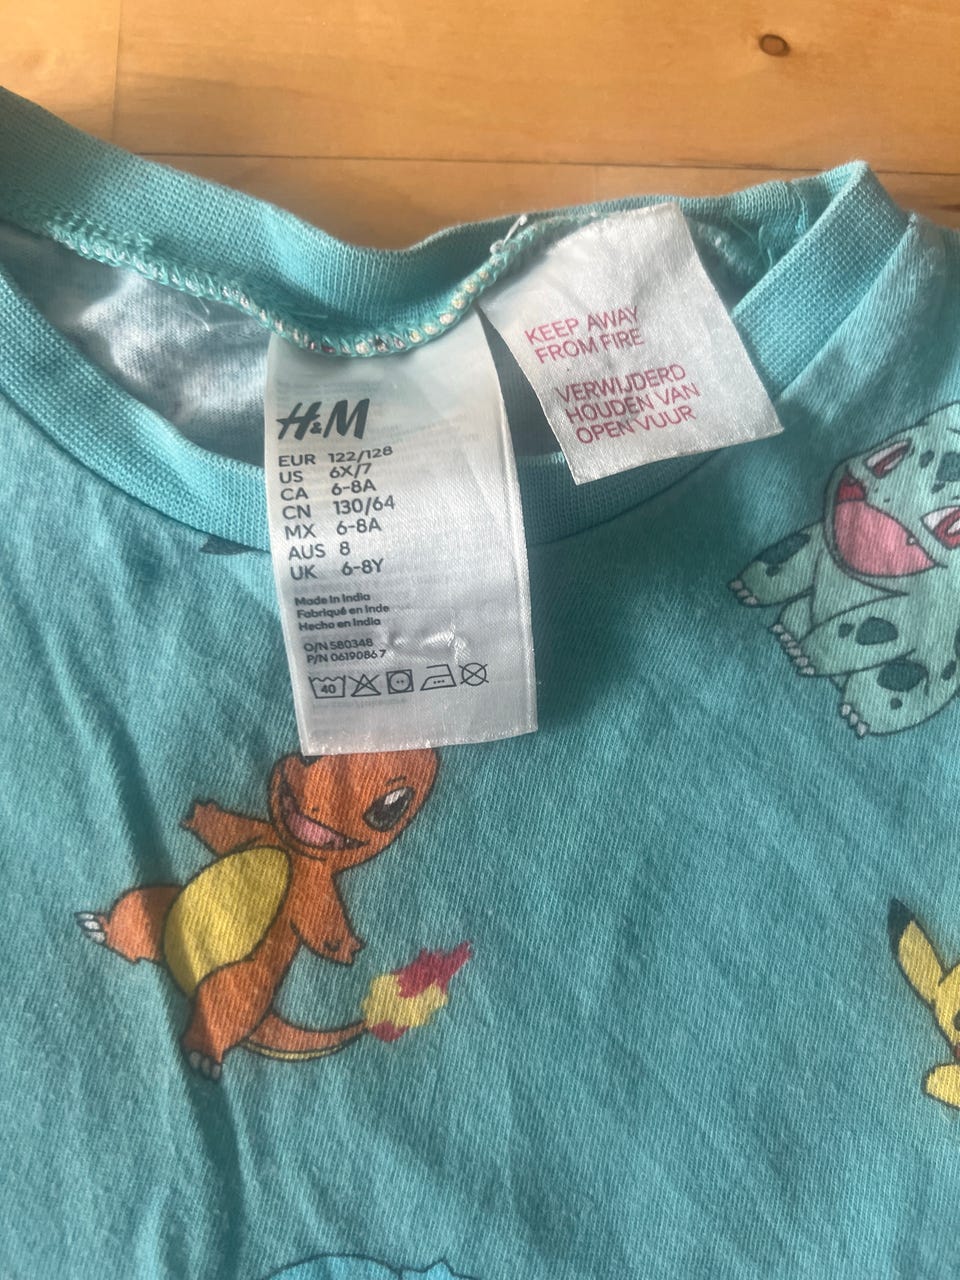 H&M
EUR 122/128
US 6X/7
CA 6-8A
CN 130/64
MX 6-8A
AUS 8
UK 6-8Y
Made in India
Fabriqué en Inde
Hecho en India
O/N 580348
P/N 0619086 7
40
KEEP AWAY
FROM FIRE
VERWIJDERD
HOUDEN VAN
OPEN VUUR